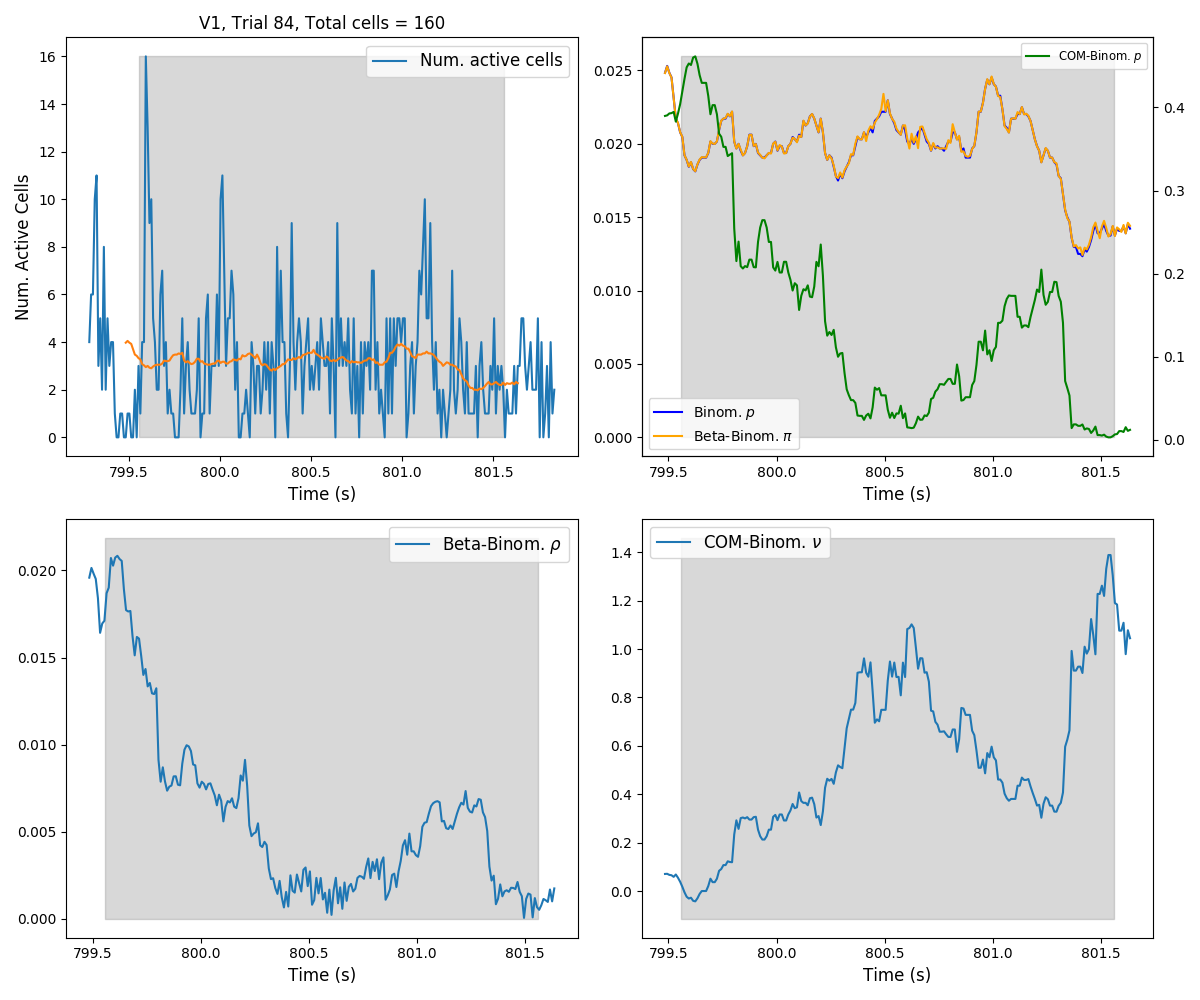 V1, Trial 84, Total cells = 160
Num. active cells
Num. Active Cells
16
14
12
10
8
6
4
2
0
799.5 800.0 800.5 801.0 801.5
Time (s)
COM-Binom. p
0.025
0.020
0.015
0.010
0.005
0.000
0.4
0.3
0.2
0.1
0.0
Binom. p
Beta-Binom. π
799.5 800.0 800.5 801.0 801.5
Time (s)
Beta-Binom. ρ
0.020
0.015
0.010
0.005
0.000
799.5 800.0 800.5 801.0 801.5
Time (s)
COM-Binom. ν
1.4
1.2
1.0
0.8
0.6
0.4
0.2
0.0
799.5 800.0 800.5 801.0 801.5
Time (s)